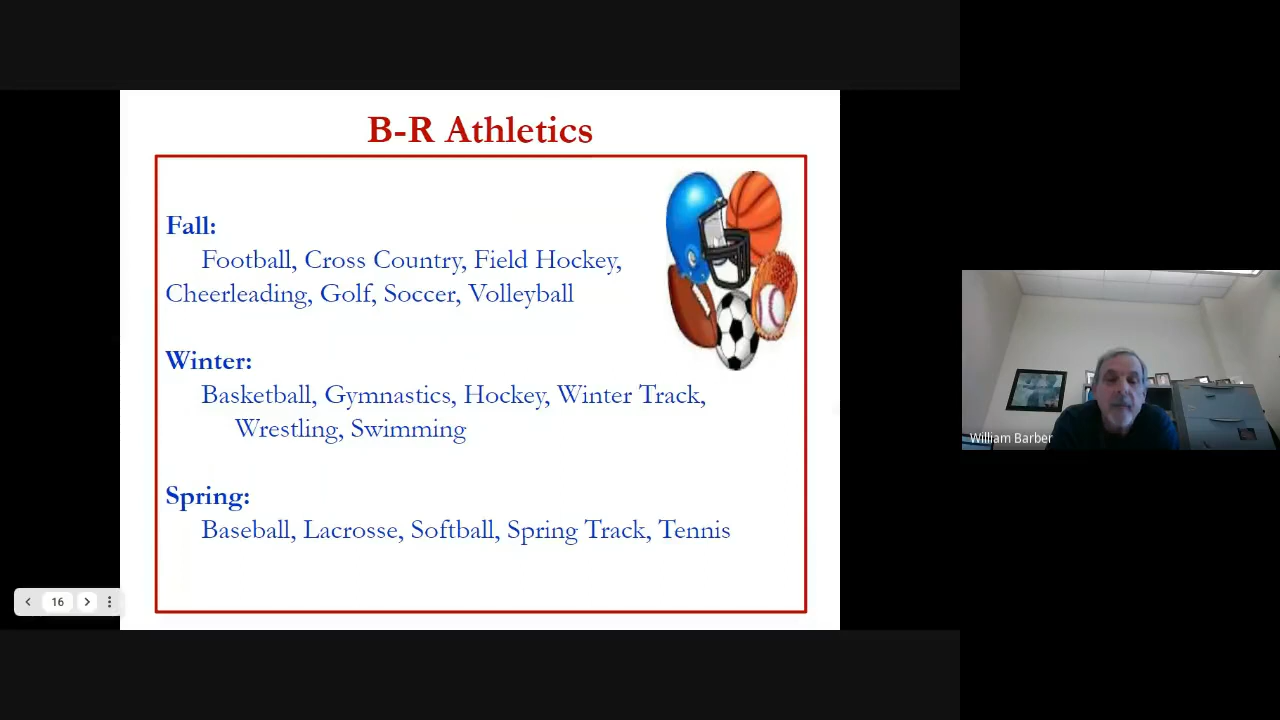 B-R Athletics
Fall:
Football, Cross Country, Field Hockey,
Cheerleading, Golf, Soccer, Volleyball
Winter:
Basketball, Gymnastics, Hockey, Winter Track,
Wrestling, Swimming
Spring:
Baseball, Lacrosse, Softball, Spring Track, Tennis
16
William Barber